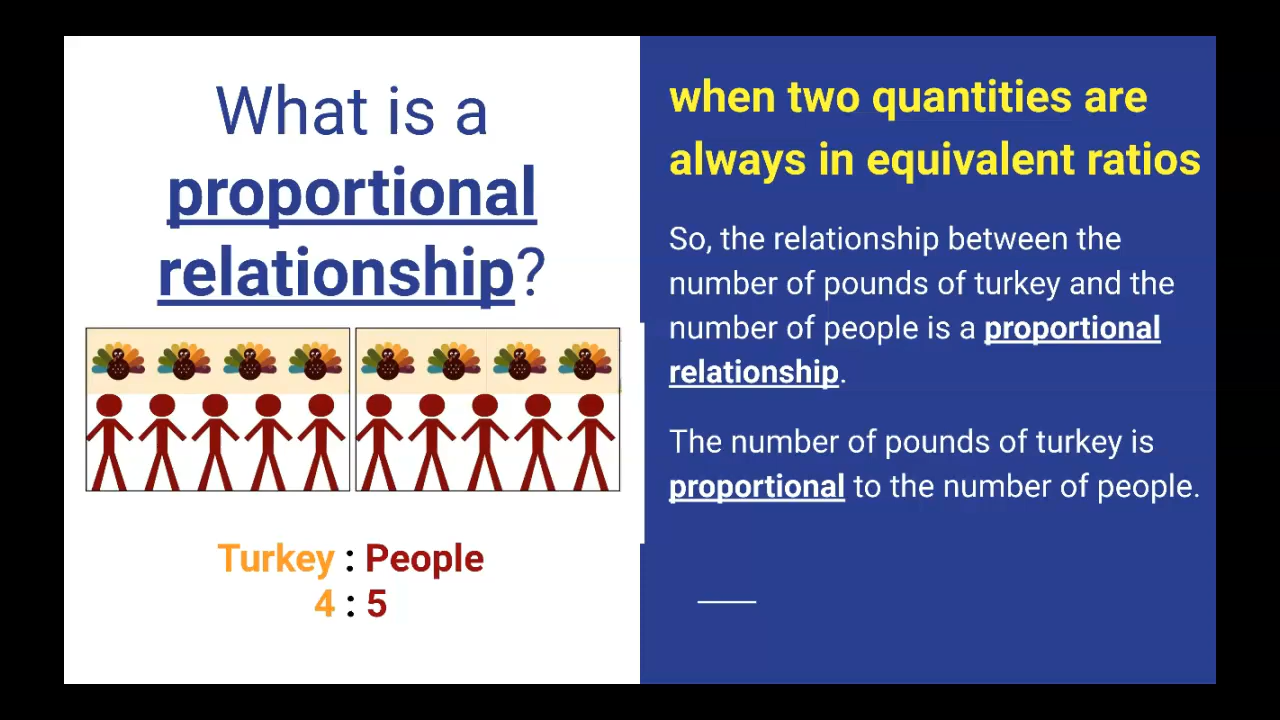 What is a
proportional
relationship?
Turkey : People
4 : 5
when two quantities are
always in equivalent ratios
So, the relationship between the
number of pounds of turkey and the
number of people is a proportional
relationship.
The number of pounds of turkey is
proportional to the number of people.